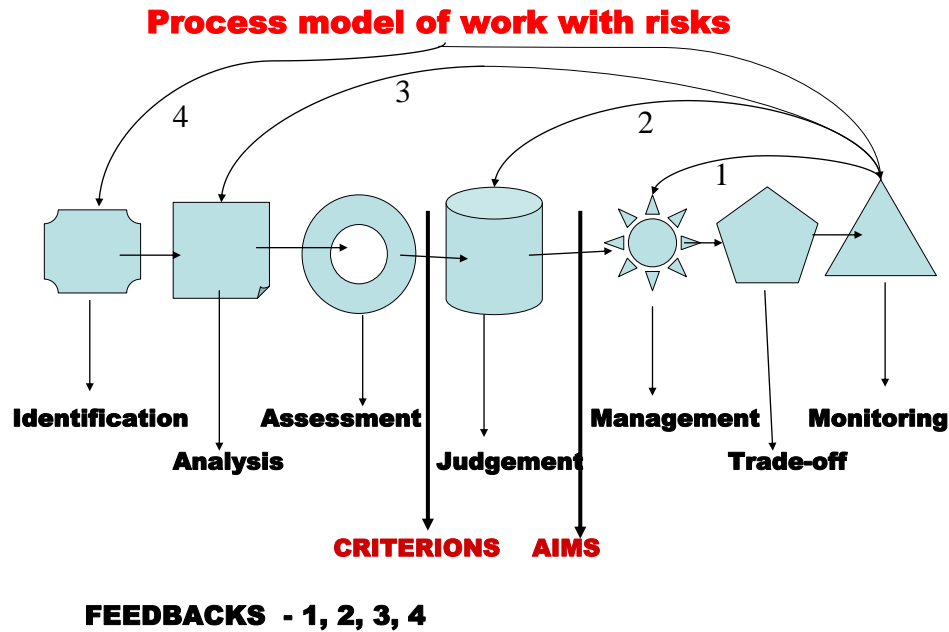 Process model of work with risks
4
3
2
1
Identification
Assessment
Management
Monitoring
Analysis
Judgement
Trade-off
CRITERIONS
AIMS
FEEDBACKS - 1, 2, 3, 4